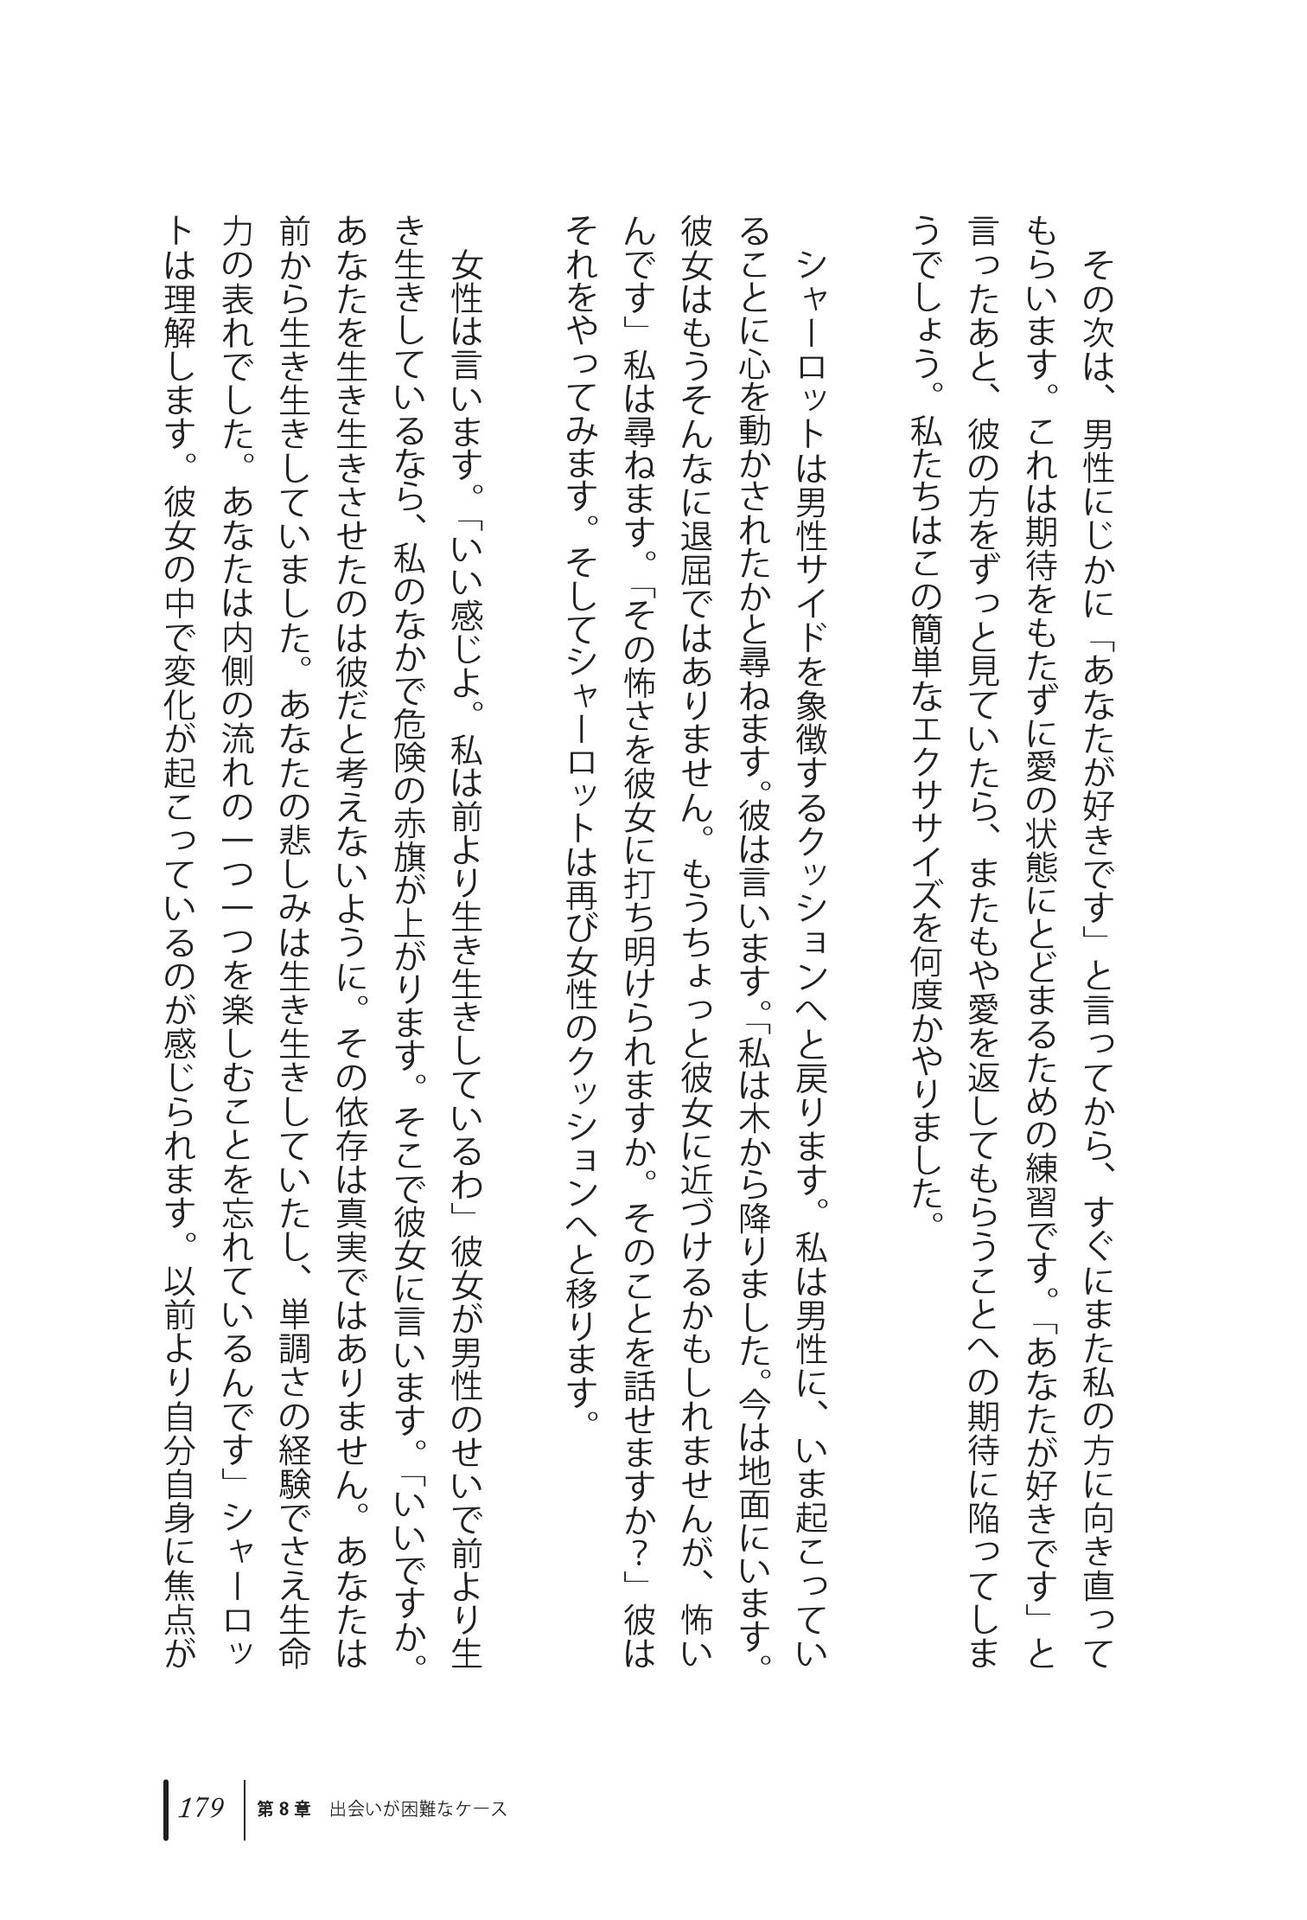 その次は、男性にじかに「あなたが好きです」と言ってから、すぐにまた私の方に向き直って
もらいます。これは期待をもたずに愛の状態にとどまるための練習です。「あなたが好きです」と
言ったあと、彼の方をずっと見ていたら、またもや愛を返してもらうことへの期待に陥ってしま
うでしょう。私たちはこの簡単なエクササイズを何度かやりました。
シャーロットは男性サイドを象徴するクッションへと戻ります。私は男性に、いま起こってい
ることに心を動かされたかと尋ねます。彼は言います。「私は木から降りました。今は地面にいます。
彼女はもうそんなに退屈ではありません。もうちょっと彼女に近づけるかもしれませんが、怖い
んです」私は尋ねます。「その怖さを彼女に打ち明けられますか。そのことを話せますか？」彼は
それをやってみます。そしてシャーロットは再び女性のクッションへと移ります。
女性は言います。「いい感じよ。私は前より生き生きしているわ」彼女が男性のせいで前より生
き生きしているなら、私のなかで危険の赤旗が上がります。そこで彼女に言います。「いいですか。
あなたを生き生きさせたのは彼だと考えないように。その依存は真実ではありません。あなたは
前から生き生きしていました。あなたの悲しみは生き生きしていたし、単調さの経験でさえ生命
力の表れでした。あなたは内側の流れの一つ一つを楽しむことを忘れているんです」シャーロッ
トは理解します。彼女の中で変化が起こっているのが感じられます。以前より自分自身に焦点が
179 第8章 出会いが困難なケース